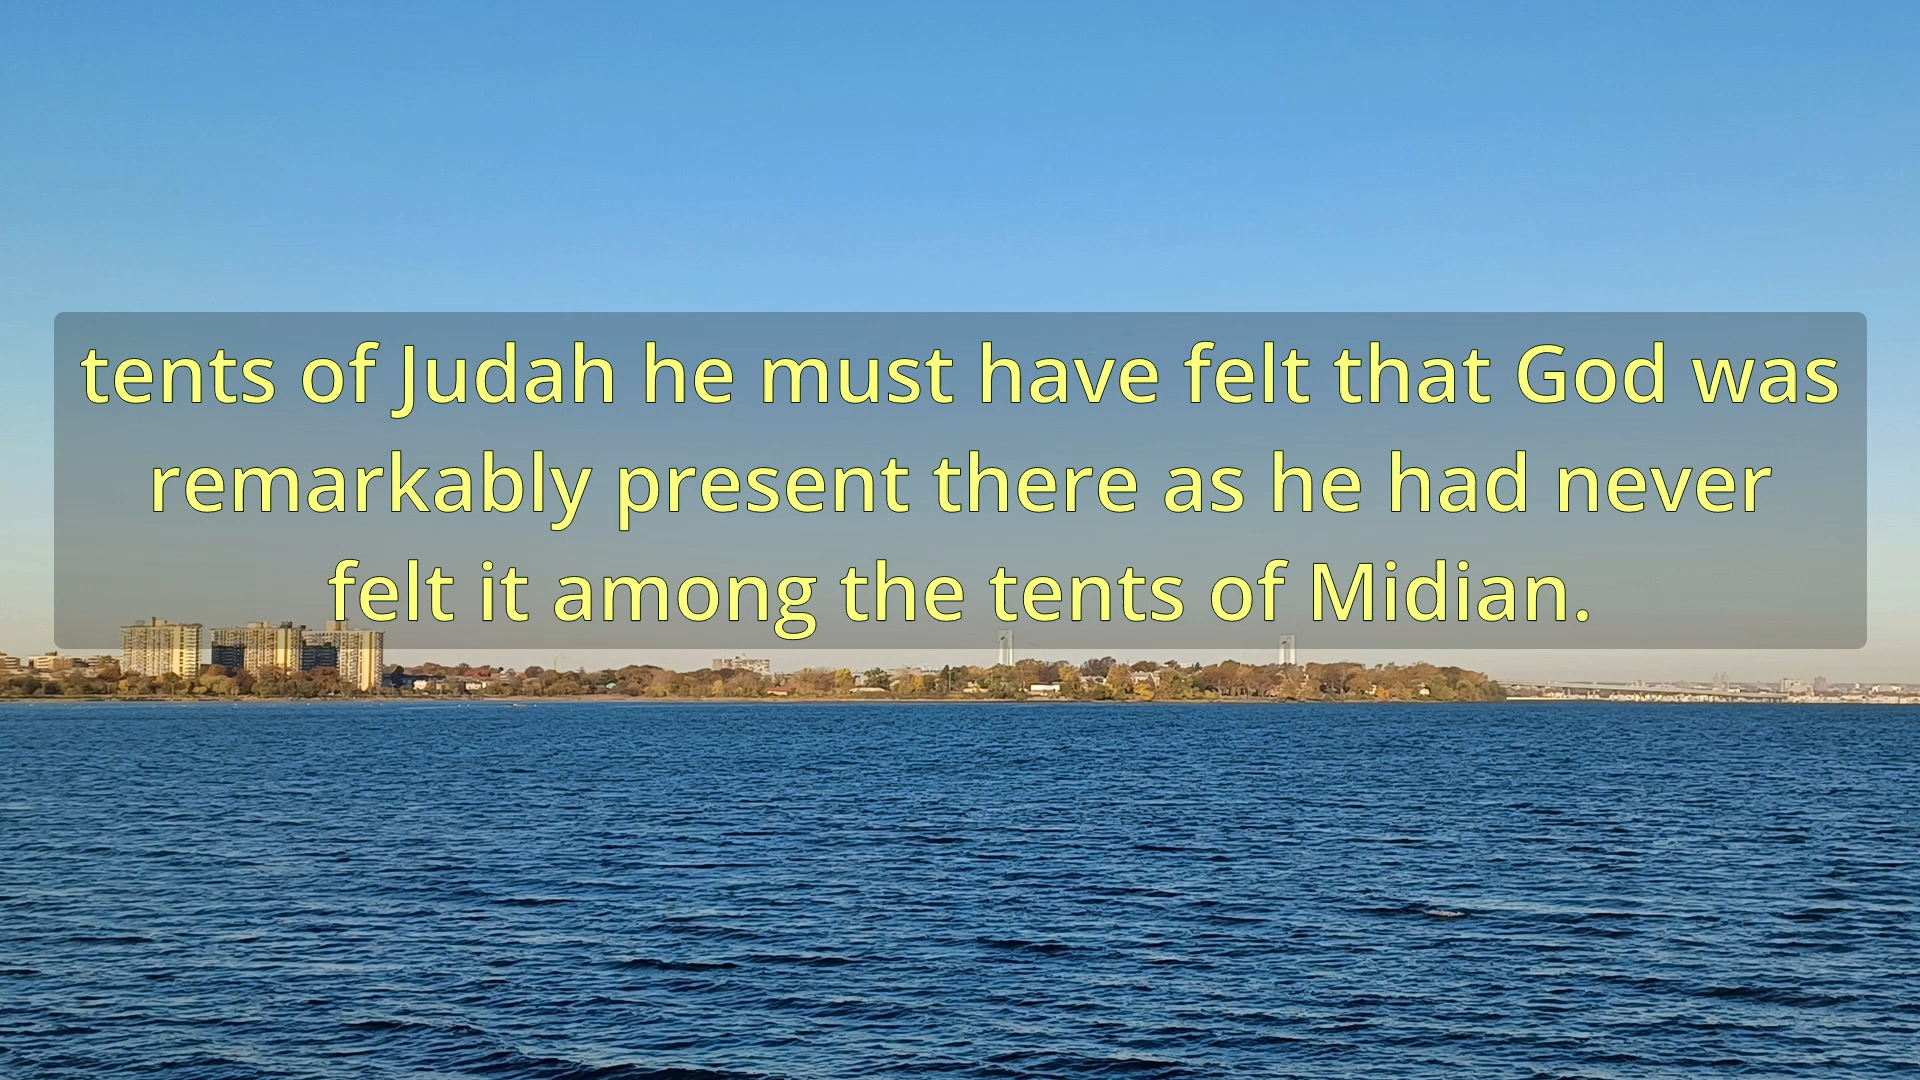 tents of Judah he must have felt that God was
remarkably present there as he had never
felt it among the tents of Midian.